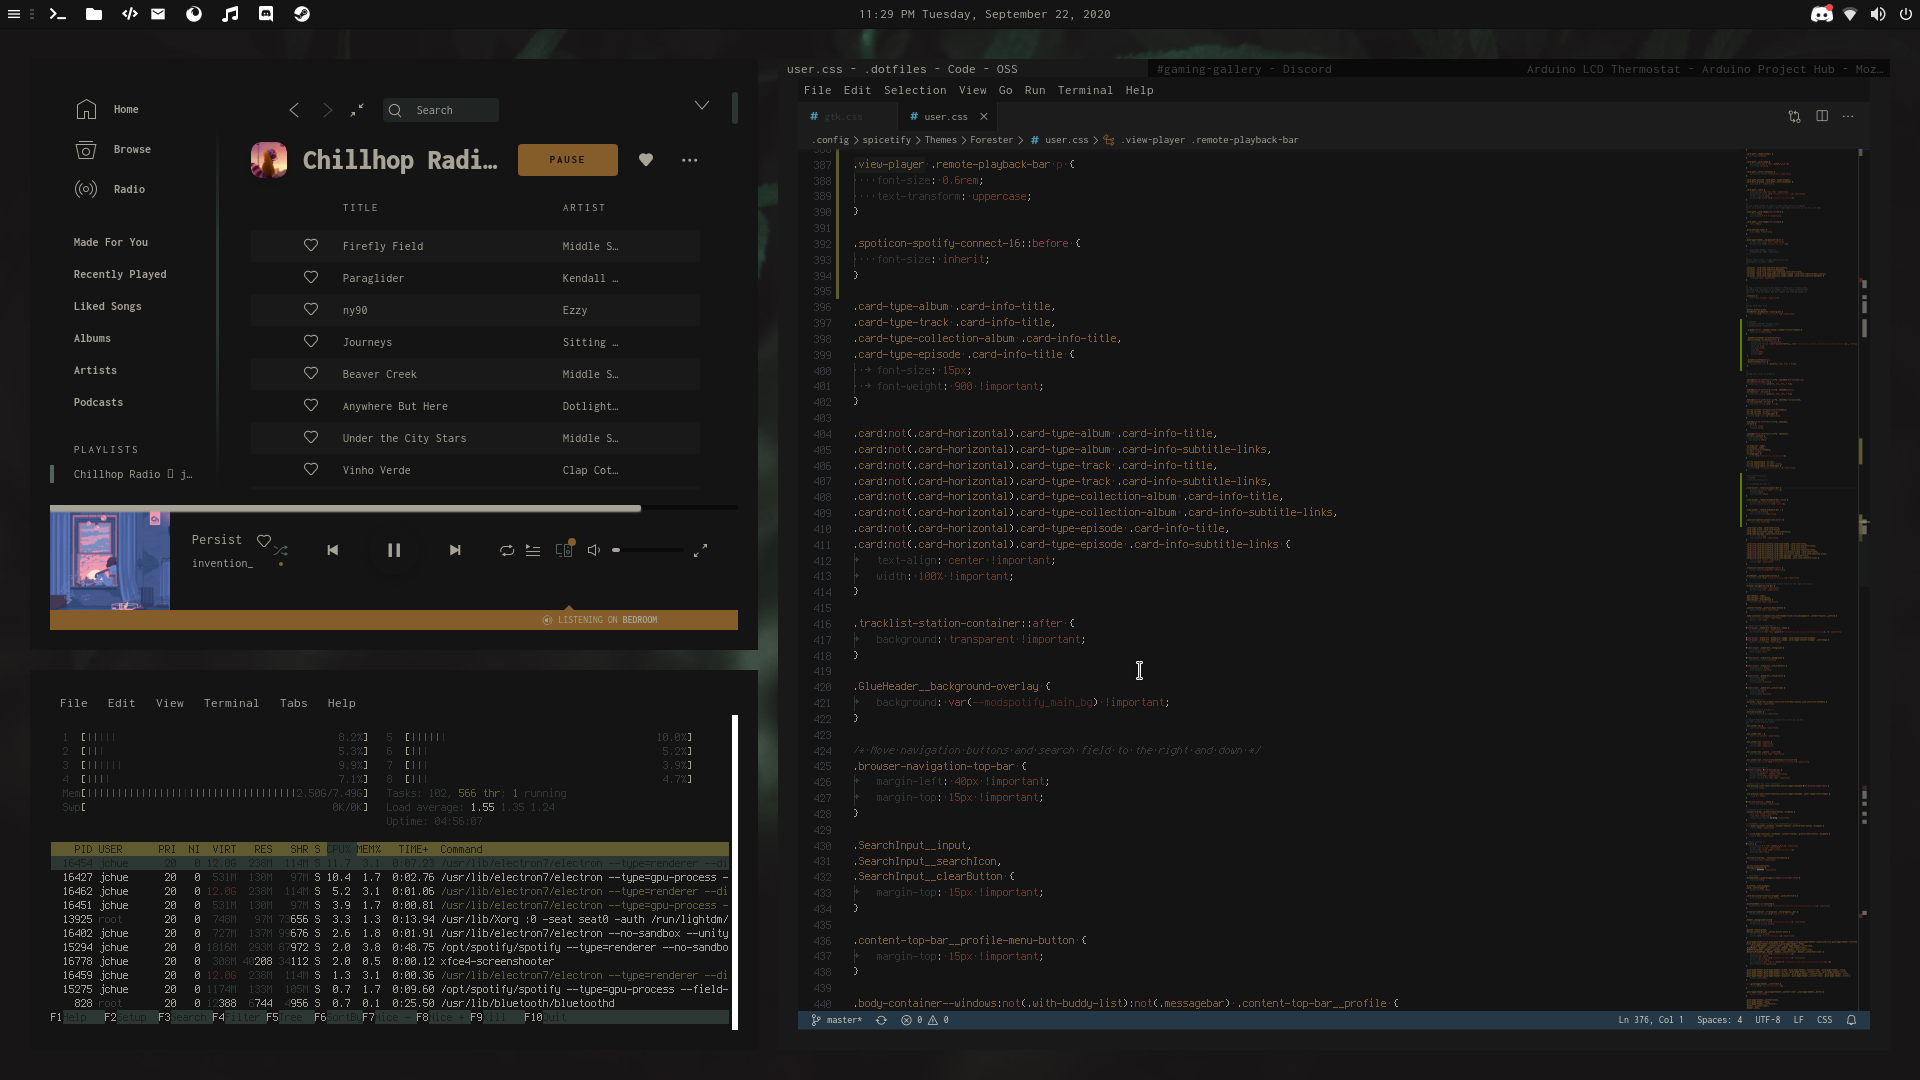 11:29 PM Tuesday, September 22, 2020
Home
Browse
Radio
Made For You
Recently Played
Liked Songs
Albums
Artists
Podcasts
PLAYLISTS
Chillhop Radio j…
Search
Chillhop Radi…
PAUSE
TITLE ARTIST
Firefly Field Middle S…
Paraglider Kendall …
ny90 Ezzy
Journeys Sitting …
Beaver Creek Middle S…
Anywhere But Here Dotlight…
Under the City Stars Middle S…
Vinho Verde Clap Cot…
Persist
invention_
LISTENING ON BEDROOM
File Edit View Terminal Tabs Help
1 [||||| 8.2%] 5 [|||||| 10.0%]
2 [||| 5.3%] 6 [||| 5.2%]
3 [|||||| 9.9%] 7 [||| 3.9%]
4 [|||| 7.1%] 8 [||| 4.7%]
Mem[ 2.50G/7.49G] Tasks: 102, 566 thr; 1 running
Swp[ 0K/0K] Load average: 1.55 1.35 1.24
Uptime: 04:56:07
PID USER PRI NI VIRT RES SHR S CPU% MEM% TIME+ Command
16454 jchue 20 0 12.0G 238M 114M S 11.7 3.1 0:07.23 /usr/lib/electron7/electron --type=renderer --di
16427 jchue 20 0 531M 130M 97M S 10.4 1.7 0:02.76 /usr/lib/electron7/electron --type=gpu-process -
16462 jchue 20 0 12.0G 238M 114M S 5.2 3.1 0:01.06 /usr/lib/electron7/electron --type=renderer --di
16451 jchue 20 0 531M 130M 97M S 3.9 1.7 0:00.81 /usr/lib/electron7/electron --type=gpu-process -
13925 root 20 0 748M 97M 73656 S 3.3 1.3 0:13.94 /usr/lib/Xorg :0 -seat seat0 -auth /run/lightdm/
16402 jchue 20 0 727M 137M 99676 S 2.6 1.8 0:01.91 /usr/lib/electron7/electron --no-sandbox --unity
15294 jchue 20 0 1816M 293M 87972 S 2.0 3.8 0:48.75 /opt/spotify/spotify --type=renderer --no-sandbo
16778 jchue 20 0 308M 40208 34112 S 2.0 0.5 0:00.12 xfce4-screenshooter
16459 jchue 20 0 12.0G 238M 114M S 1.3 3.1 0:00.36 /usr/lib/electron7/electron --type=renderer --di
15275 jchue 20 0 1174M 133M 105M S 0.7 1.7 0:09.60 /opt/spotify/spotify --type=gpu-process --field-
828 root 20 0 12388 6744 4956 S 0.7 0.1 0:25.50 /usr/lib/bluetooth/bluetoothd
F1Help F2Setup F3Search F4Filter F5Tree F6SortBy F7Nice - F8Nice + F9Kill F10Quit
user.css - .dotfiles - Code - OSS #gaming-gallery - Discord Arduino LCD Thermostat - Arduino Project Hub - Moz…
File Edit Selection View Go Run Terminal Help
# gtk.css # user.css
.config > spicetify > Themes > Forester > # user.css > .view-player .remote-playback-bar
387 .view-player .remote-playback-bar p {
388 font-size: 0.6rem;
389 text-transform: uppercase;
390 }
391
392 .spoticon-spotify-connect-16::before {
393 font-size: inherit;
394 }
395
396 .card-type-album .card-info-title,
397 .card-type-track .card-info-title,
398 .card-type-collection-album .card-info-title,
399 .card-type-episode .card-info-title {
400 font-size: 15px;
401 font-weight: 900 !important;
402 }
403
404 .card:not(.card-horizontal).card-type-album .card-info-title,
405 .card:not(.card-horizontal).card-type-album .card-info-subtitle-links,
406 .card:not(.card-horizontal).card-type-track .card-info-title,
407 .card:not(.card-horizontal).card-type-track .card-info-subtitle-links,
408 .card:not(.card-horizontal).card-type-collection-album .card-info-title,
409 .card:not(.card-horizontal).card-type-collection-album .card-info-subtitle-links,
410 .card:not(.card-horizontal).card-type-episode .card-info-title,
411 .card:not(.card-horizontal).card-type-episode .card-info-subtitle-links {
412 text-align: center !important;
413 width: 100% !important;
414 }
415
416 .tracklist-station-container::after {
417 background: transparent !important;
418 }
419
420 .GlueHeader__background-overlay {
421 background: var(--modspotify_main_bg) !important;
422 }
423
424 /* Move navigation buttons and search field to the right and down */
425 .browser-navigation-top-bar {
426 margin-left: 40px !important;
427 margin-top: 15px !important;
428 }
429
430 .SearchInput__input,
431 .SearchInput__searchIcon,
432 .SearchInput__clearButton {
433 margin-top: 15px !important;
434 }
435
436 .content-top-bar__profile-menu-button {
437 margin-top: 15px !important;
438 }
439
440 .body-container--windows:not(.with-buddy-list):not(.messagebar) .content-top-bar__profile {
master* 0 0 Ln 376, Col 1 Spaces: 4 UTF-8 LF CSS